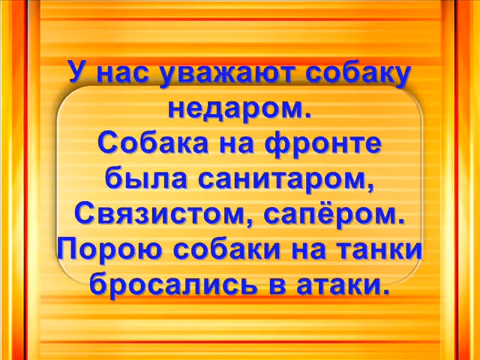 У нас уважают собаку
недаром.
Собака на фронте
была санитаром,
Связистом, сапёром.
Порою собаки на танки
бросались в атаки.